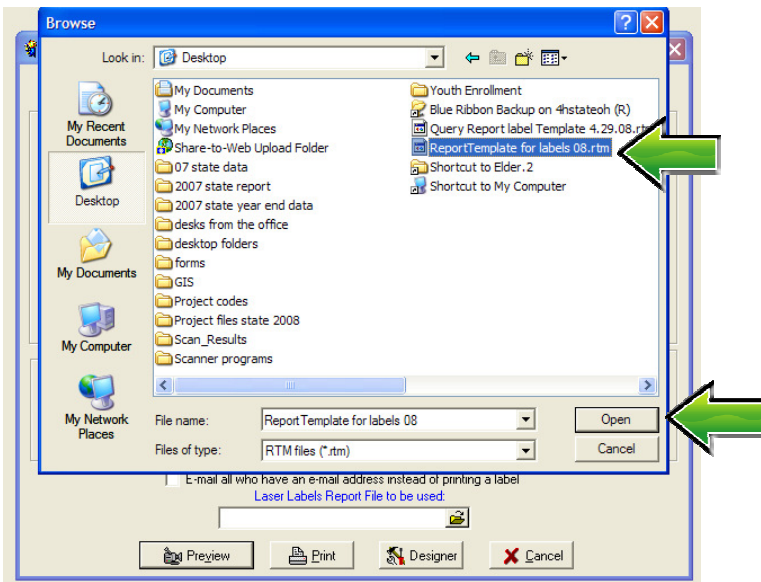 Browse
Look in:
Desktop
My Recent
Documents
Desktop
My Documents
My Computer
My Network
Places
My Documents
My Computer
My Network Places
Share-to-Web Upload Folder
07 state data
2007 state report
2007 state year end data
desks from the office
desktop folders
forms
GIS
Project codes
Project files state 2008
Scan_Results
Scanner programs
Youth Enrollment
Blue Ribbon Backup on 4hstateoh (R)
Query Report label Template 4.29.08.rtm
ReportTemplate for labels 08.rtm
Shortcut to Elder.2
Shortcut to My Computer
File name:
ReportTemplate for labels 08
Open
Files of type:
RTM files (*.rtm)
Cancel
E-mail all who have an e-mail address instead of printing a label
Laser Labels Report File to be used:
Preview
Print
Designer
Cancel